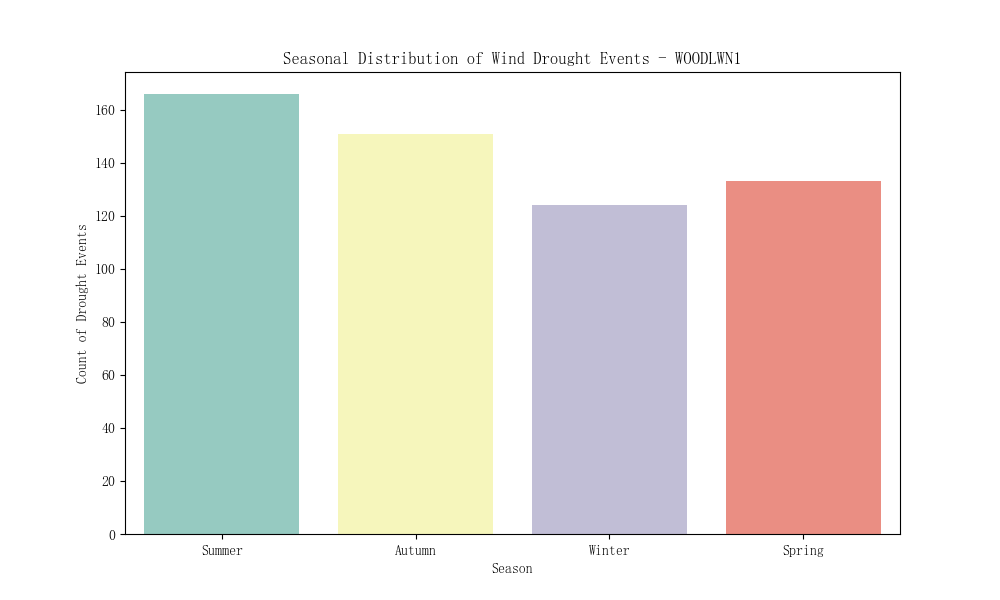 Seasonal Distribution of Wind Drought Events - WOODLWN1
Count of Drought Events
160
140
120
100
80
60
40
20
0
Summer
Autumn
Winter
Spring
Season